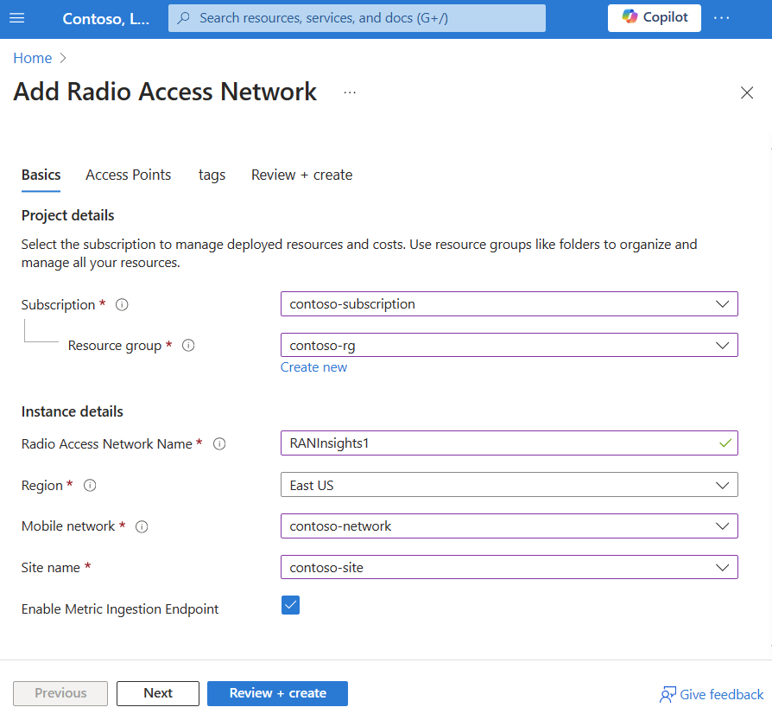 Contoso, L...
Search resources, services, and docs (G+/)
Copilot
...
Home >
Add Radio Access Network ...
Basics
Access Points
tags
Review + create
Project details
Select the subscription to manage deployed resources and costs. Use resource groups like folders to organize and
manage all your resources.
Subscription *
contoso-subscription
Resource group *
contoso-rg
Create new
Instance details
Radio Access Network Name *
RANInsights1
Region *
East US
Mobile network *
contoso-network
Site name *
contoso-site
Enable Metric Ingestion Endpoint
Previous
Next
Review + create
Give feedback